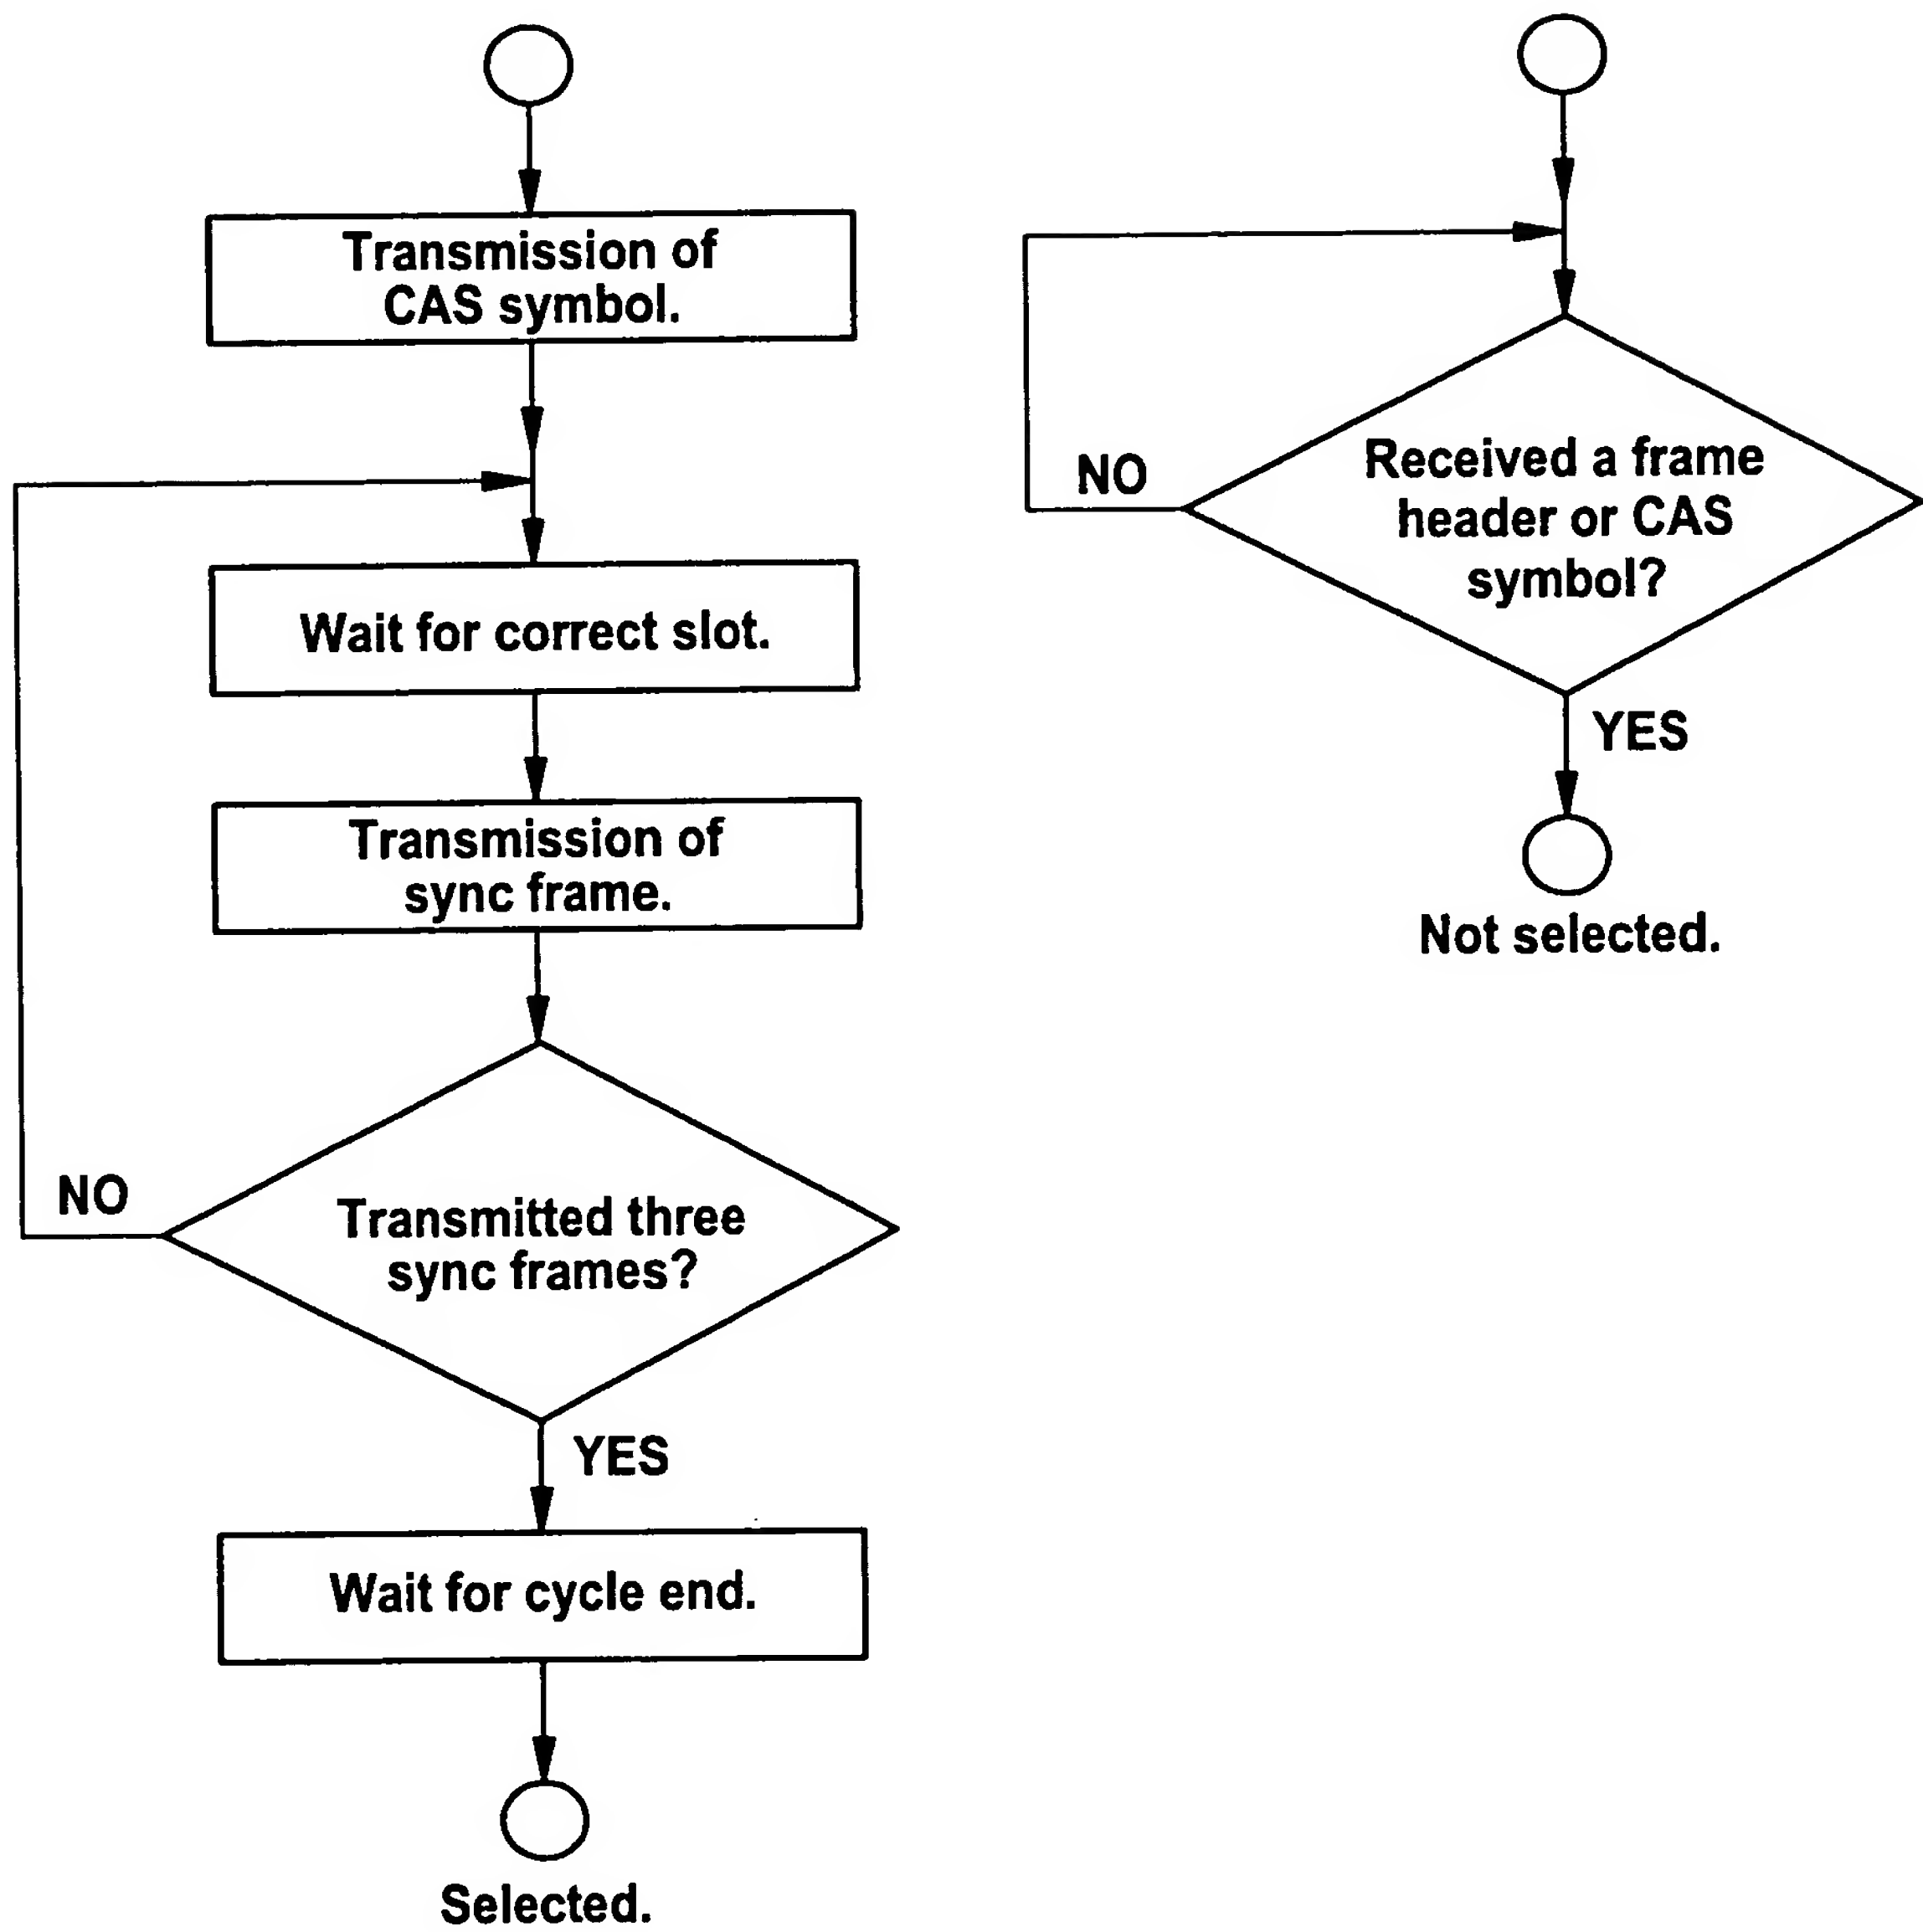 Transmission of
CAS symbol.
Wait for correct slot.
Transmission of
sync frame.
NO
Transmitted three
sync frames?
YES
Wait for cycle end.
Selected.
NO
Received a frame
header or CAS
symbol?
YES
Not selected.